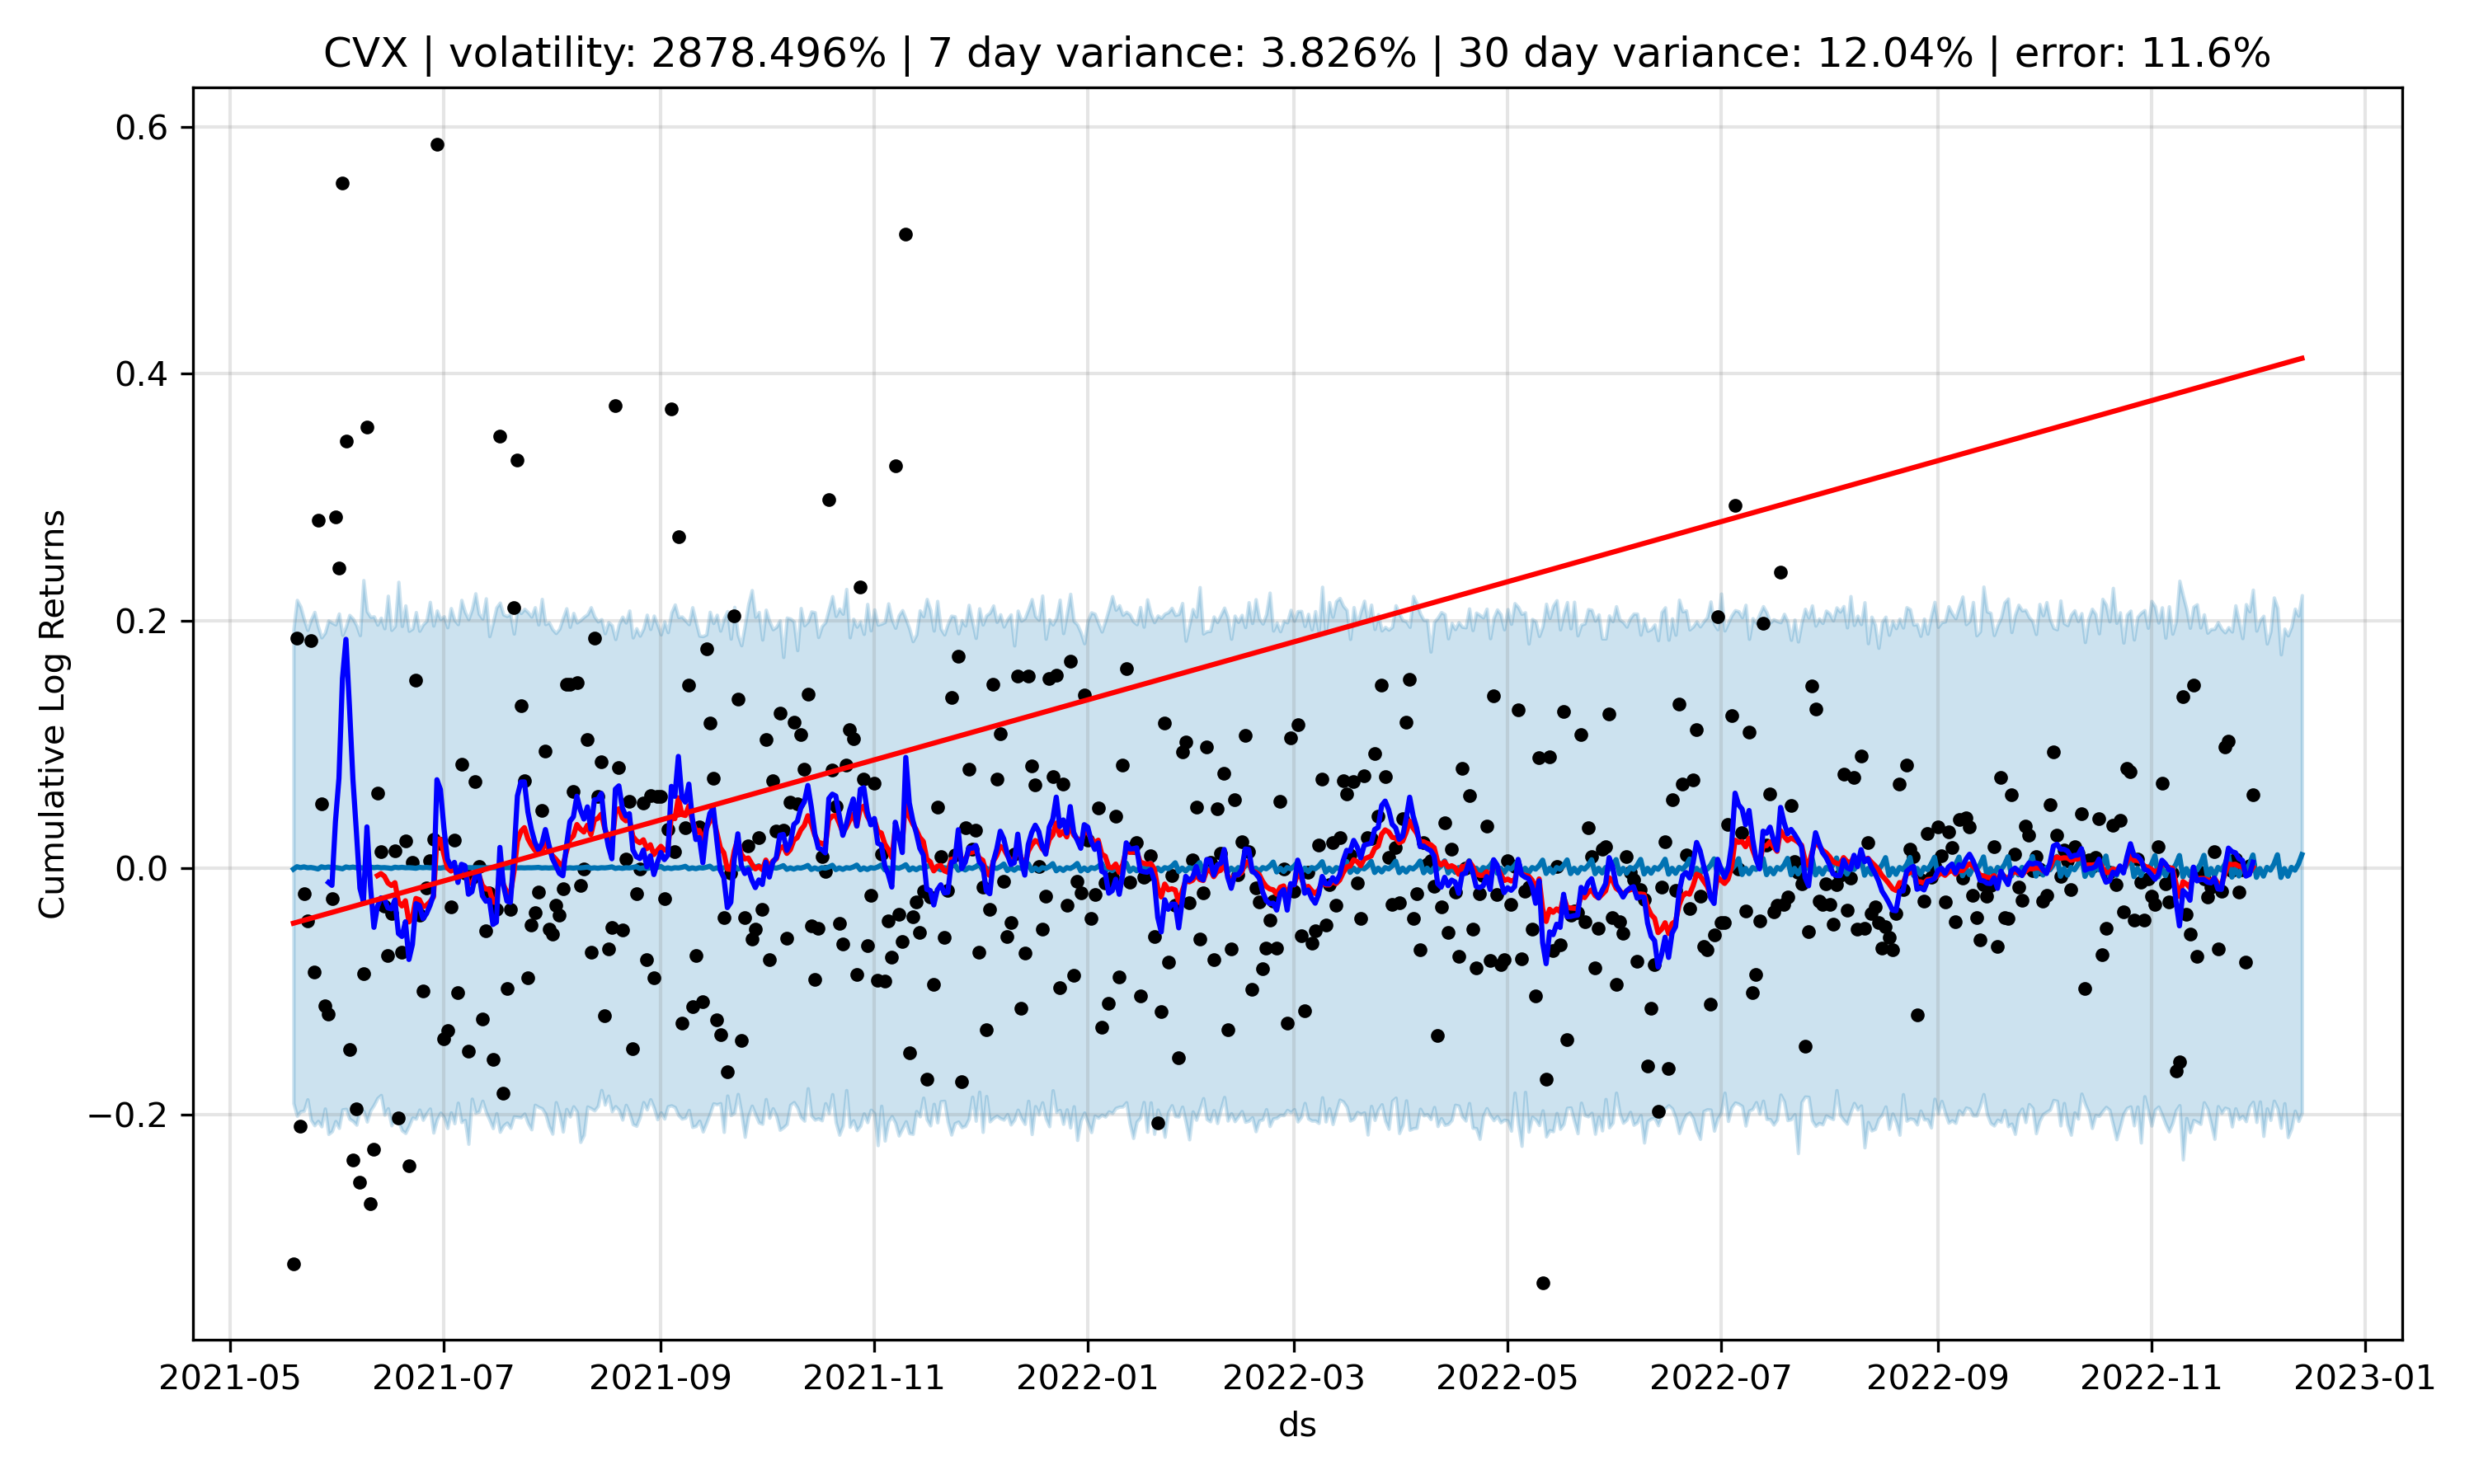 CVX | volatility: 2878.496% | 7 day variance: 3.826% | 30 day variance: 12.04% | error: 11.6%
Cumulative Log Returns
0.6
0.4
0.2
0.0
−0.2
2021-05 2021-07 2021-09 2021-11 2022-01 2022-03 2022-05 2022-07 2022-09 2022-11 2023-01
ds